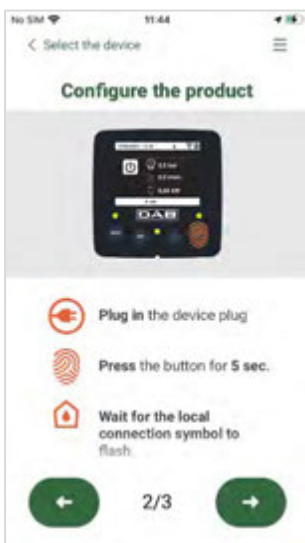 No SIM 11:44
Select the device
Configure the product
DAB
Plug in the device plug
Press the button for 5 sec.
Wait for the local
connection symbol to
flash.
2/3